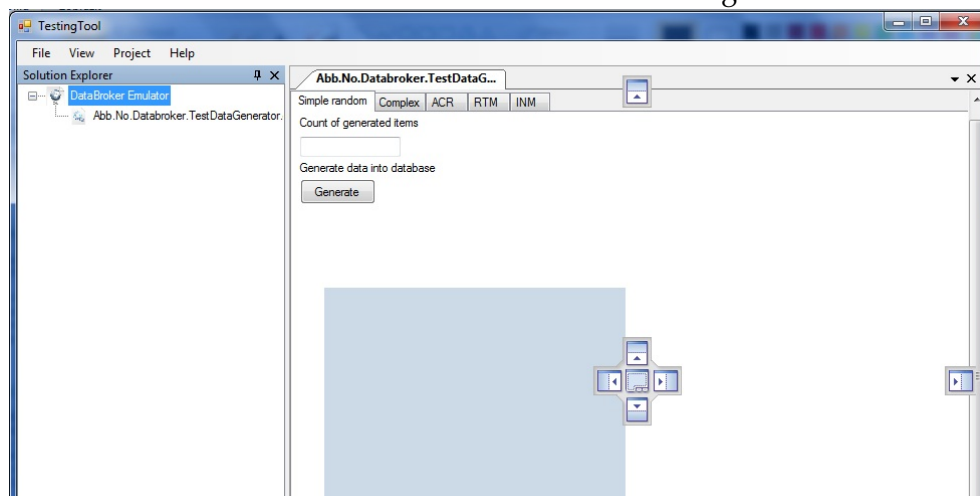 TestingTool
File View Project Help
Solution Explorer
Abb.No.Databroker.TestDataG...
DataBroker Emulator
Abb.No.Databroker.TestDataGenerator.
Simple random Complex ACR RTM INM
Count of generated items
Generate data into database
Generate